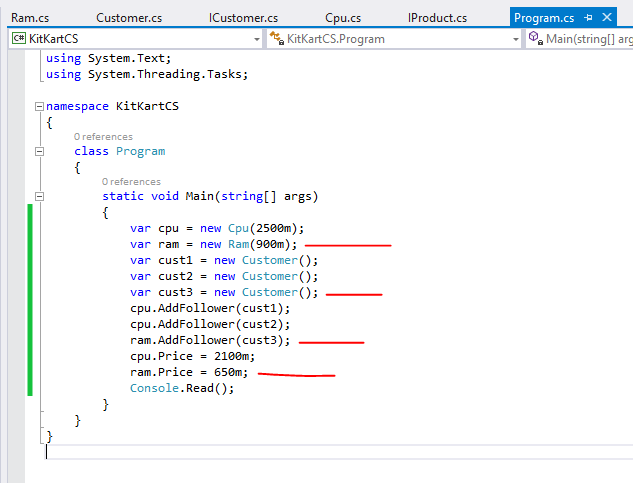 Ram.cs Customer.cs ICustomer.cs Cpu.cs IProduct.cs Program.cs
C# KitKartCS KitKartCS.Program Main(string[] arg
using System.Text;
using System.Threading.Tasks;
namespace KitKartCS
{
0 references
class Program
{
0 references
static void Main(string[] args)
{
var cpu = new Cpu(2500m);
var ram = new Ram(900m);
var cust1 = new Customer();
var cust2 = new Customer();
var cust3 = new Customer();
cpu.AddFollower(cust1);
cpu.AddFollower(cust2);
ram.AddFollower(cust3);
cpu.Price = 2100m;
ram.Price = 650m;
Console.Read();
}
}
}